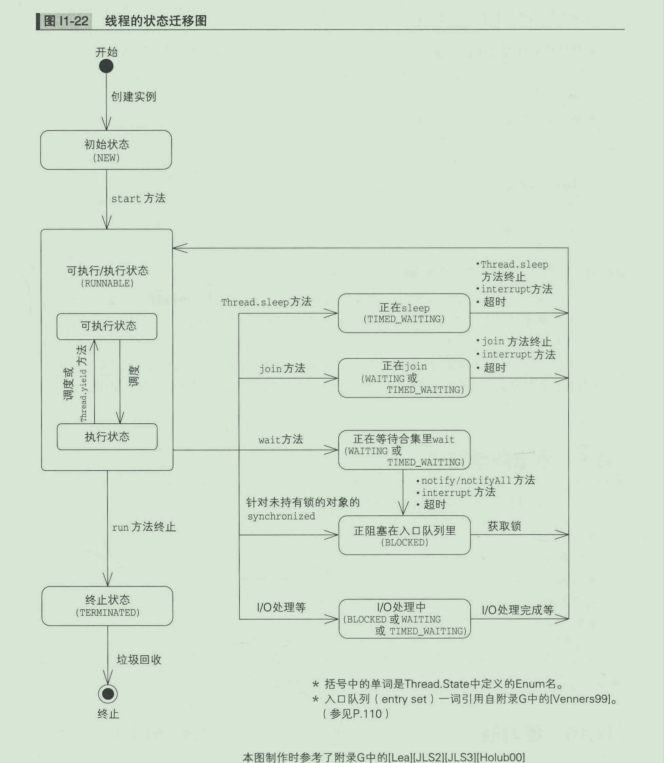 图 I1-22 线程的状态迁移图
开始
创建实例
初始状态
(NEW)
start 方法
可执行/执行状态
(RUNNABLE)
可执行状态
调度或
Thread.yield 方法
调度
执行状态
run 方法终止
终止状态
(TERMINATED)
垃圾回收
终止
Thread.sleep方法
正在sleep
(TIMED_WAITING)
•Thread.sleep
方法终止
•interrupt方法
•超时
join方法
正在join
(WAITING 或
TIMED_WAITING)
•join 方法终止
•interrupt 方法
•超时
wait方法
正在等待合集里wait
(WAITING 或
TIMED_WAITING)
•notify/notifyAll 方法
•interrupt 方法
•超时
针对未持有锁的对象的
synchronized
正阻塞在入口队列里
(BLOCKED)
获取锁
I/O处理等
I/O处理中
(BLOCKED 或 WAITING
或 TIMED_WAITING)
I/O处理完成等
* 括号中的单词是Thread.State中定义的Enum名。
* 入口队列（entry set）一词引用自附录G中的[Venners99]。
（参见P.110）
本图制作时参考了附录G中的[Lea][JLS2][JLS3][Holub00]